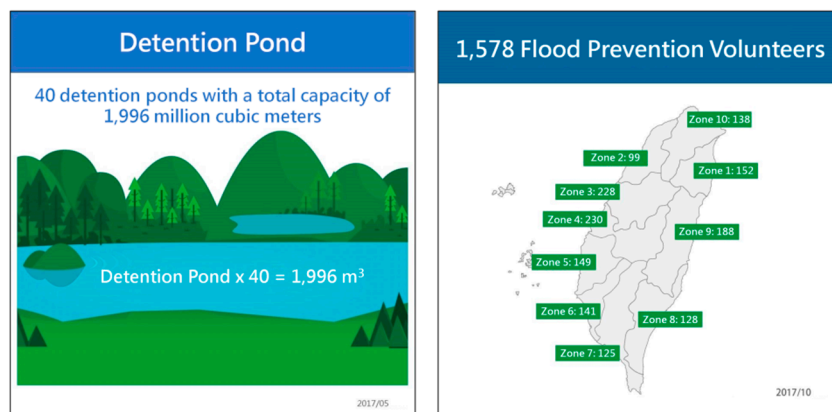 Detention Pond
40 detention ponds with a total capacity of
1,996 million cubic meters
Detention Pond x 40 = 1,996 m³
2017/05
1,578 Flood Prevention Volunteers
Zone 10: 138
Zone 2: 99
Zone 1: 152
Zone 3: 228
Zone 4: 230
Zone 9: 188
Zone 5: 149
Zone 6: 141
Zone 8: 128
Zone 7: 125
2017/10